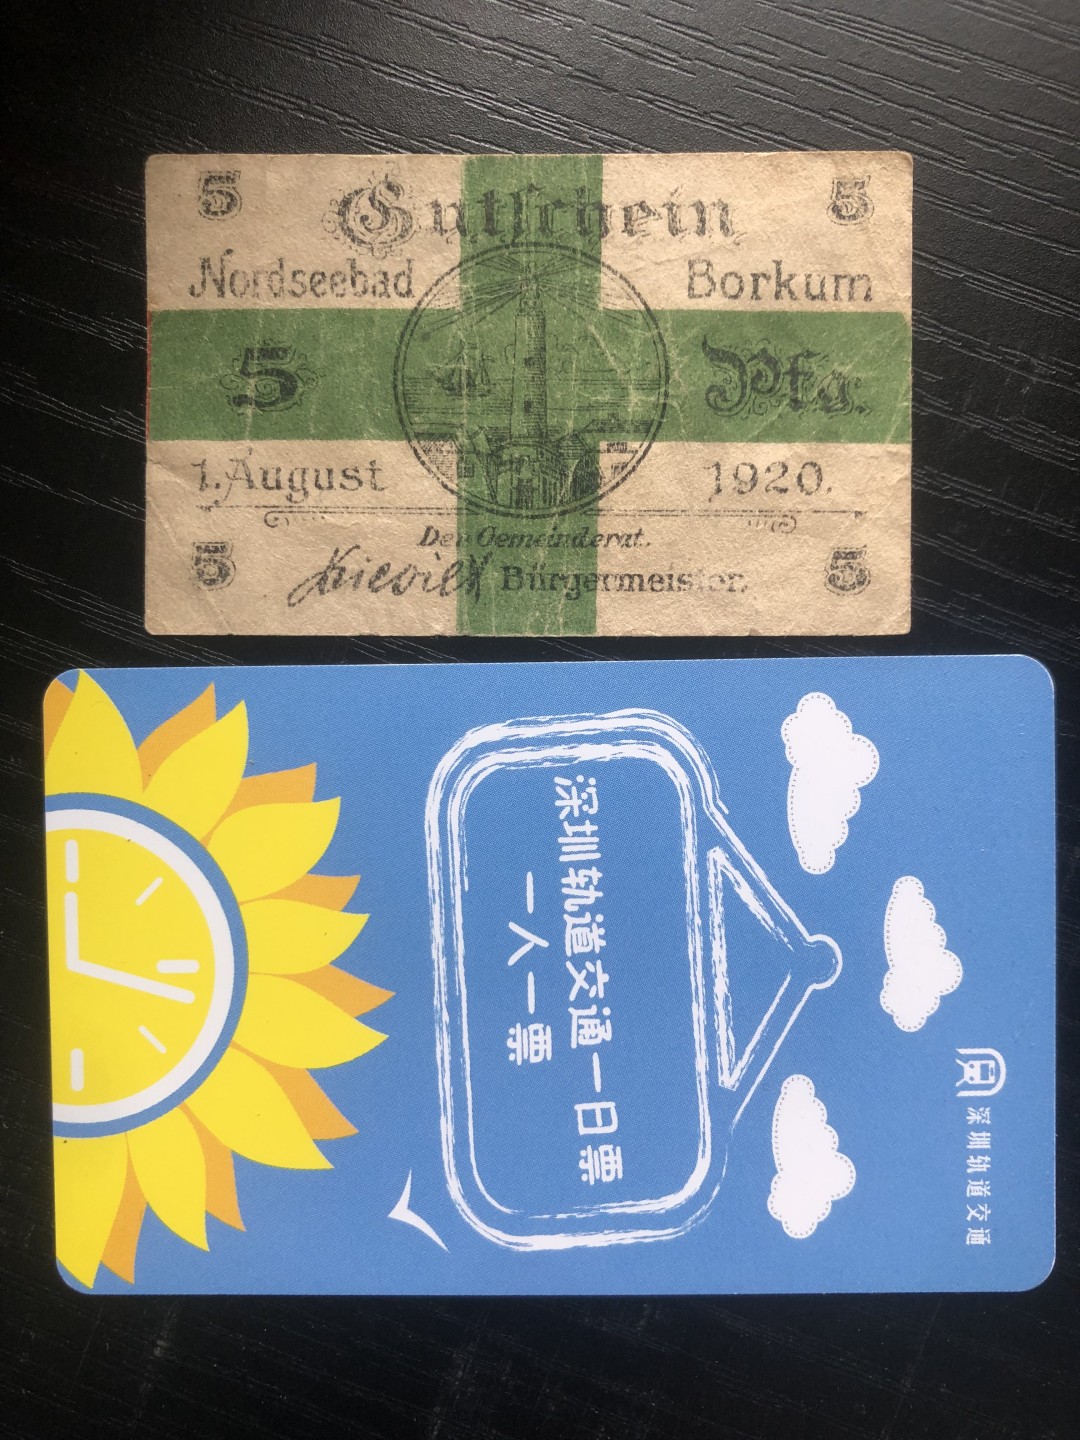 5 Gutschein 5
Nordseebad Borkum
5 Pfg.
1. August 1920.
Der Gemeinderat.
Bürgermeister.
5 5
深圳轨道交通
深圳轨道交通一日票
一人一票